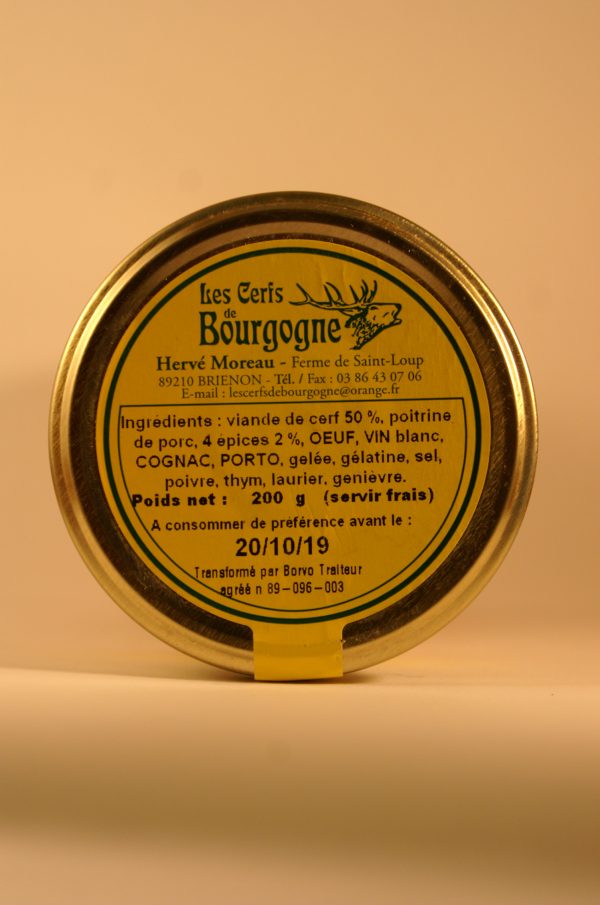 Les Cerfs
de
Bourgogne
Hervé Moreau - Ferme de Saint-Loup
89210 BRIENON - Tél. / Fax : 03 86 43 07 06
E-mail : lescerfsdebourgogne@orange.fr
Ingrédients : viande de cerf 50 %, poitrine
de porc, 4 épices 2 %, OEUF, VIN blanc,
COGNAC, PORTO, gelée, gélatine, sel,
poivre, thym, laurier, genièvre.
Poids net : 200 g (servir frais)
A consommer de préférence avant le :
20/10/19
Transformé par Borvo Traiteur
agréé n 89-096-003